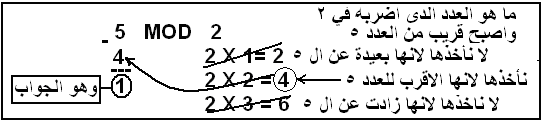 ما هو العدد الذى اضربه في ٢
واصبح قريب من العدد ٥
5 MOD 2
- 4
1
وهو الجواب
2 X 1 = 2 لا نأخذها لانها بعيدة عن ال ٥
2 X 2 = 4 نأخذها لانها الاقرب للعدد ٥
2 X 3 = 6 لا ناخذها لانها زادت عن ال ٥